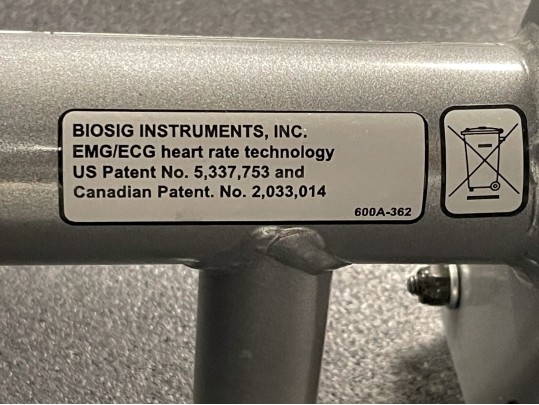 BIOSIG INSTRUMENTS, INC.
EMG/ECG heart rate technology
US Patent No. 5,337,753 and
Canadian Patent. No. 2,033,014
600A-362